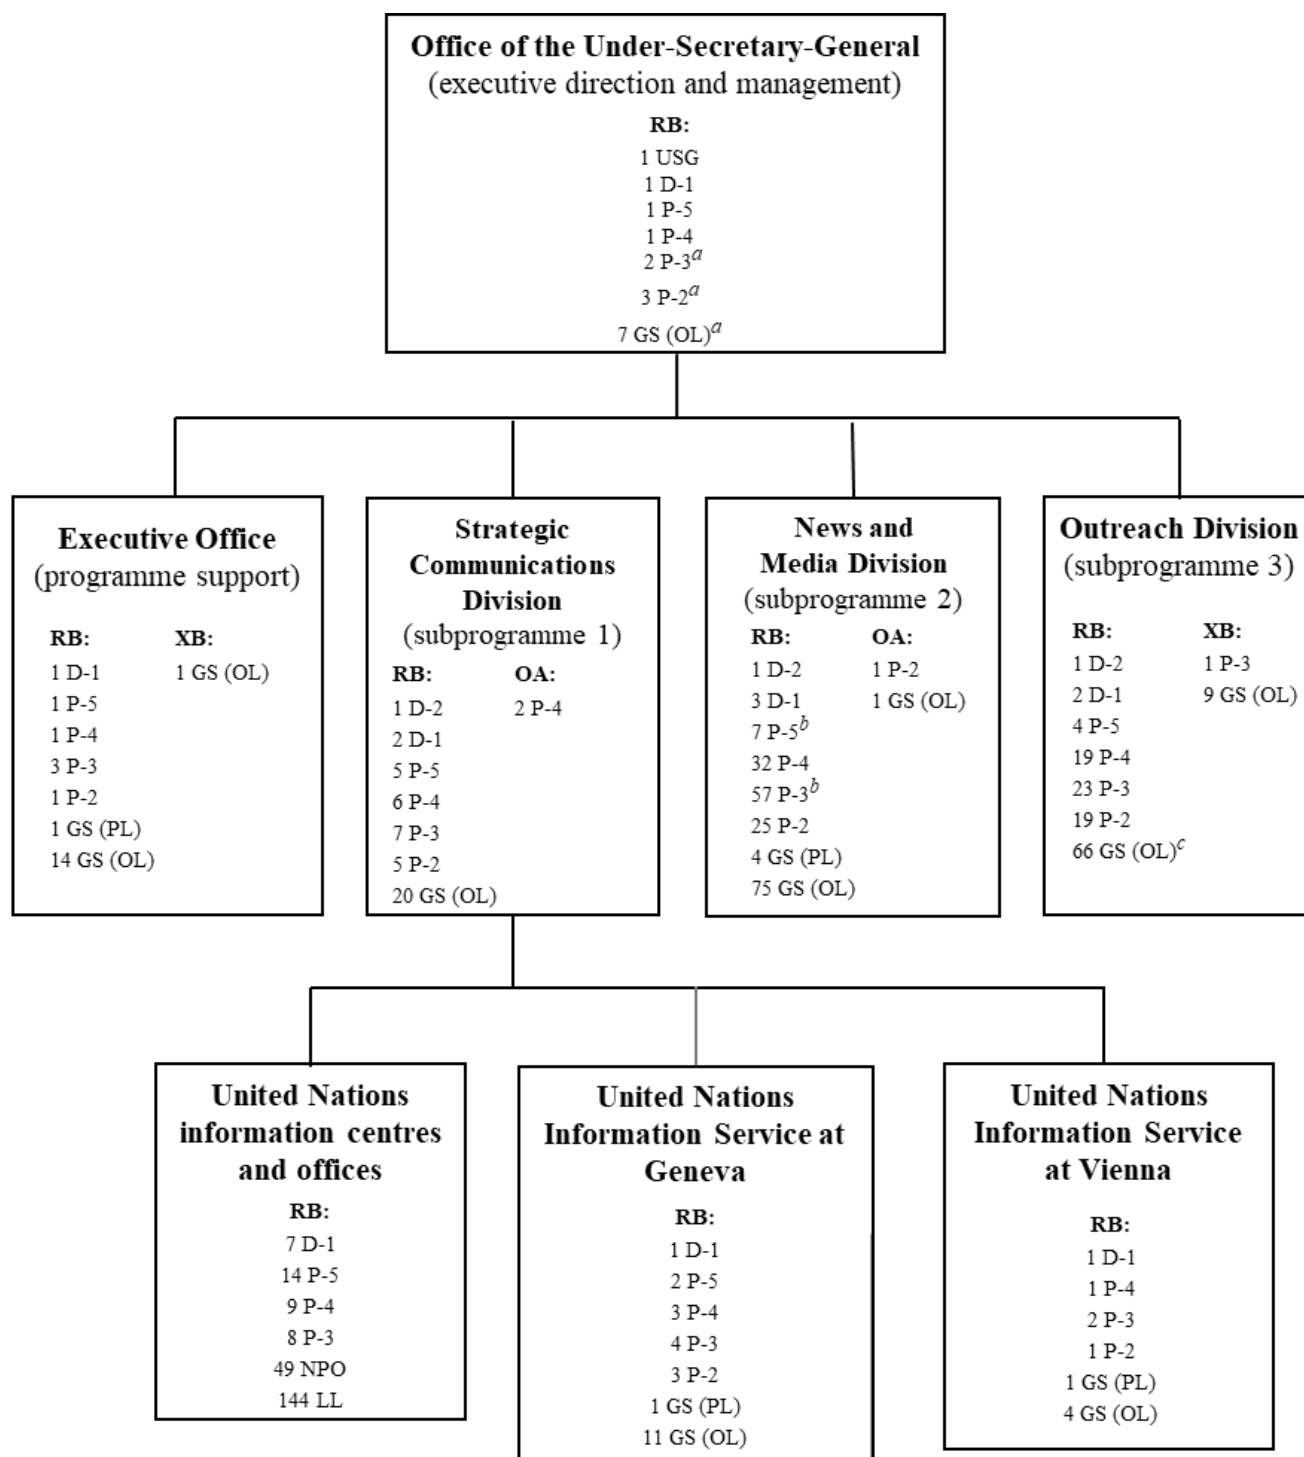 Office of the Under-Secretary-General
(executive direction and management)
RB:
1 USG
1 D-1
1 P-5
1 P-4
2 P-3a
3 P-2a
7 GS (OL)a
Executive Office
(programme support)
RB:
1 D-1
1 P-5
1 P-4
3 P-3
1 P-2
1 GS (PL)
14 GS (OL)
XB:
1 GS (OL)
Strategic
Communications
Division
(subprogramme 1)
RB:
1 D-2
2 D-1
5 P-5
6 P-4
7 P-3
5 P-2
20 GS (OL)
OA:
2 P-4
News and
Media Division
(subprogramme 2)
RB:
1 D-2
3 D-1
7 P-5b
32 P-4
57 P-3b
25 P-2
4 GS (PL)
75 GS (OL)
OA:
1 P-2
1 GS (OL)
Outreach Division
(subprogramme 3)
RB:
1 D-2
2 D-1
4 P-5
19 P-4
23 P-3
19 P-2
66 GS (OL)c
XB:
1 P-3
9 GS (OL)
United Nations
information centres
and offices
RB:
7 D-1
14 P-5
9 P-4
8 P-3
49 NPO
144 LL
United Nations
Information Service at
Geneva
RB:
1 D-1
2 P-5
3 P-4
4 P-3
3 P-2
1 GS (PL)
11 GS (OL)
United Nations
Information Service
at Vienna
RB:
1 D-1
1 P-4
2 P-3
1 P-2
1 GS (PL)
4 GS (OL)